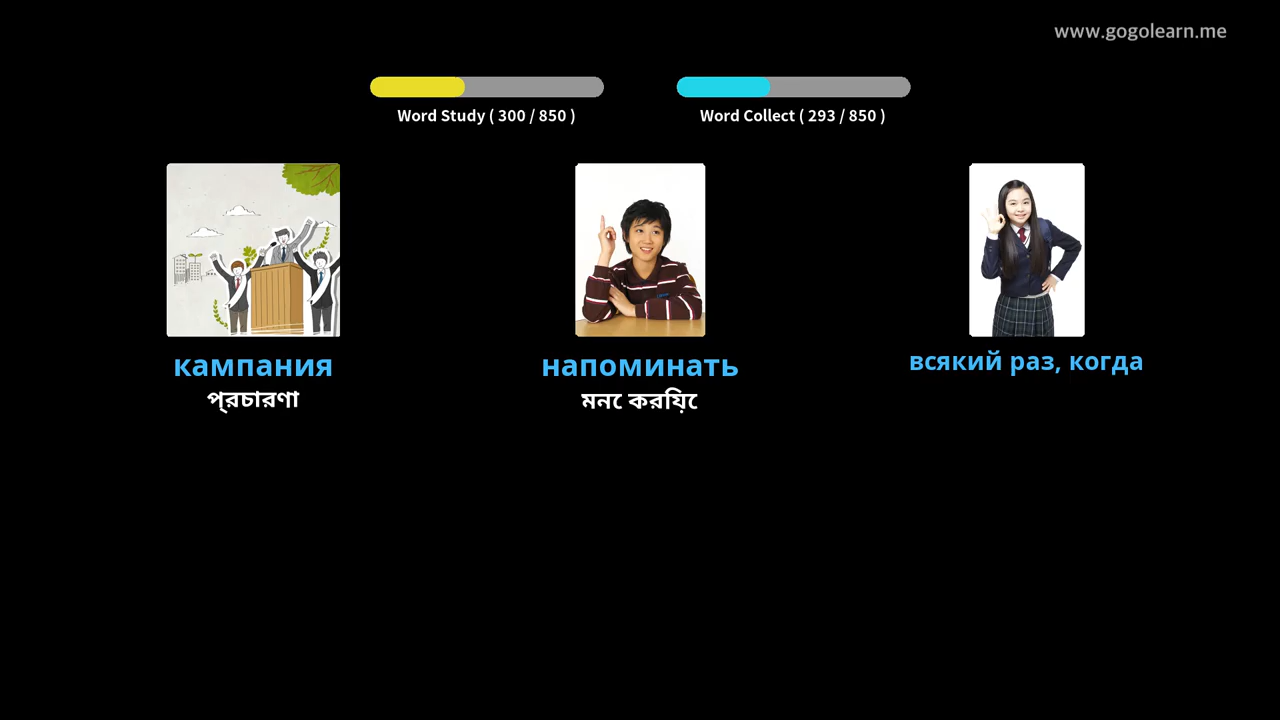 www.gogolearn.me
Word Study ( 300 / 850 )
Word Collect ( 293 / 850 )
кампания
напоминать
всякий раз, когда
প্রচারণা
মনে করিয়ে